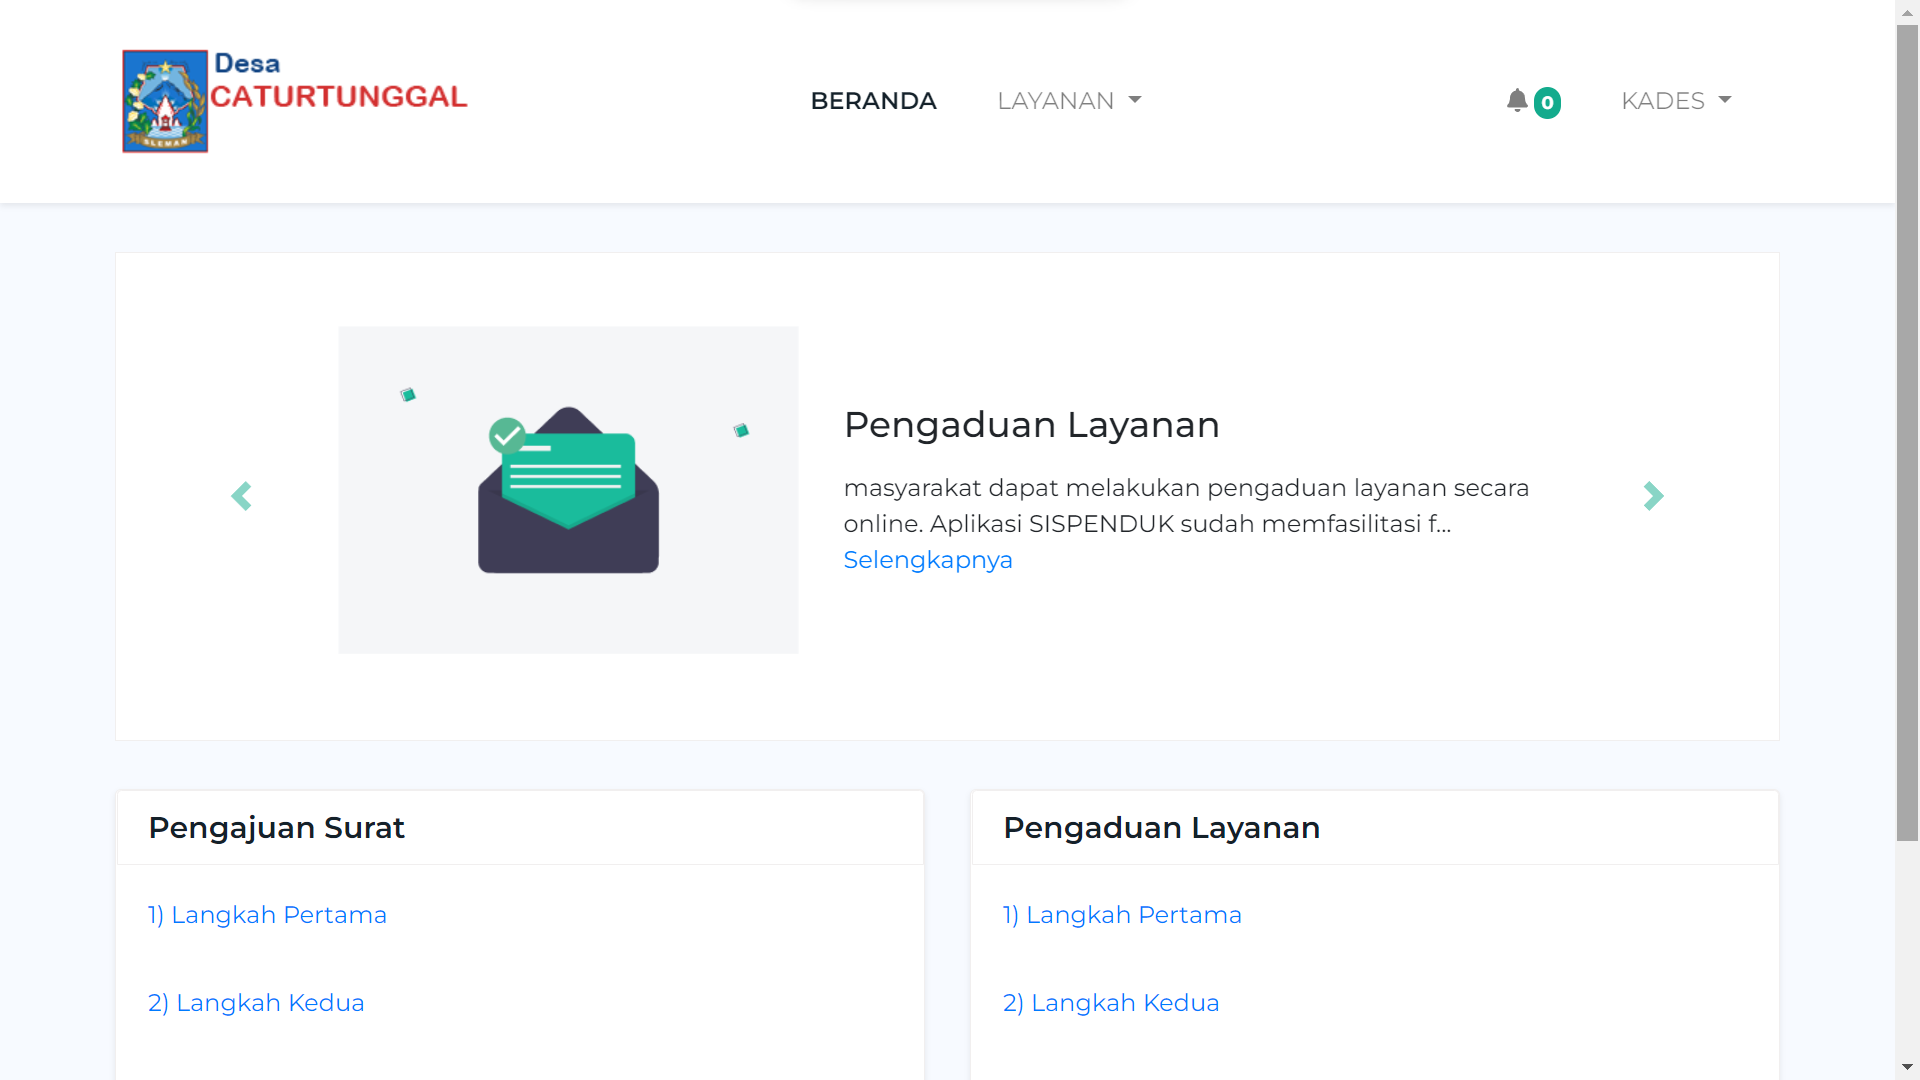 Desa
CATURTUNGGAL
SLEMAN
BERANDA
LAYANAN
0
KADES
Pengaduan Layanan
masyarakat dapat melakukan pengaduan layanan secara
online. Aplikasi SISPENDUK sudah memfasilitasi f...
Selengkapnya
Pengajuan Surat
1) Langkah Pertama
2) Langkah Kedua
Pengaduan Layanan
1) Langkah Pertama
2) Langkah Kedua